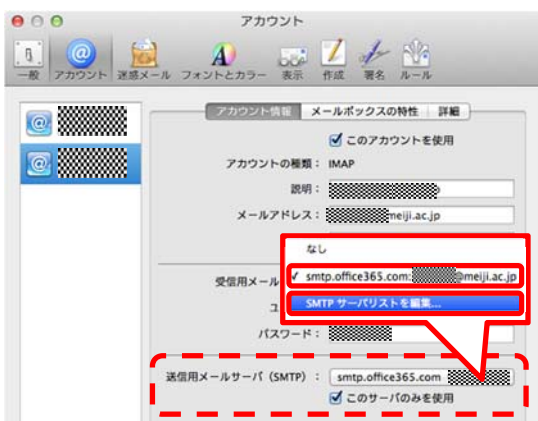 アカウント
一般 アカウント 迷惑メール フォントとカラー 表示 作成 署名 ルール
アカウント情報 メールボックスの特性 詳細
このアカウントを使用
アカウントの種類： IMAP
説明：
メールアドレス： meiji.ac.jp
なし
✓ smtp.office365.com: @meiji.ac.jp
受信用メール
SMTP サーバリストを編集...
ユ
パスワード：
送信用メールサーバ（SMTP）： smtp.office365.com
このサーバのみを使用